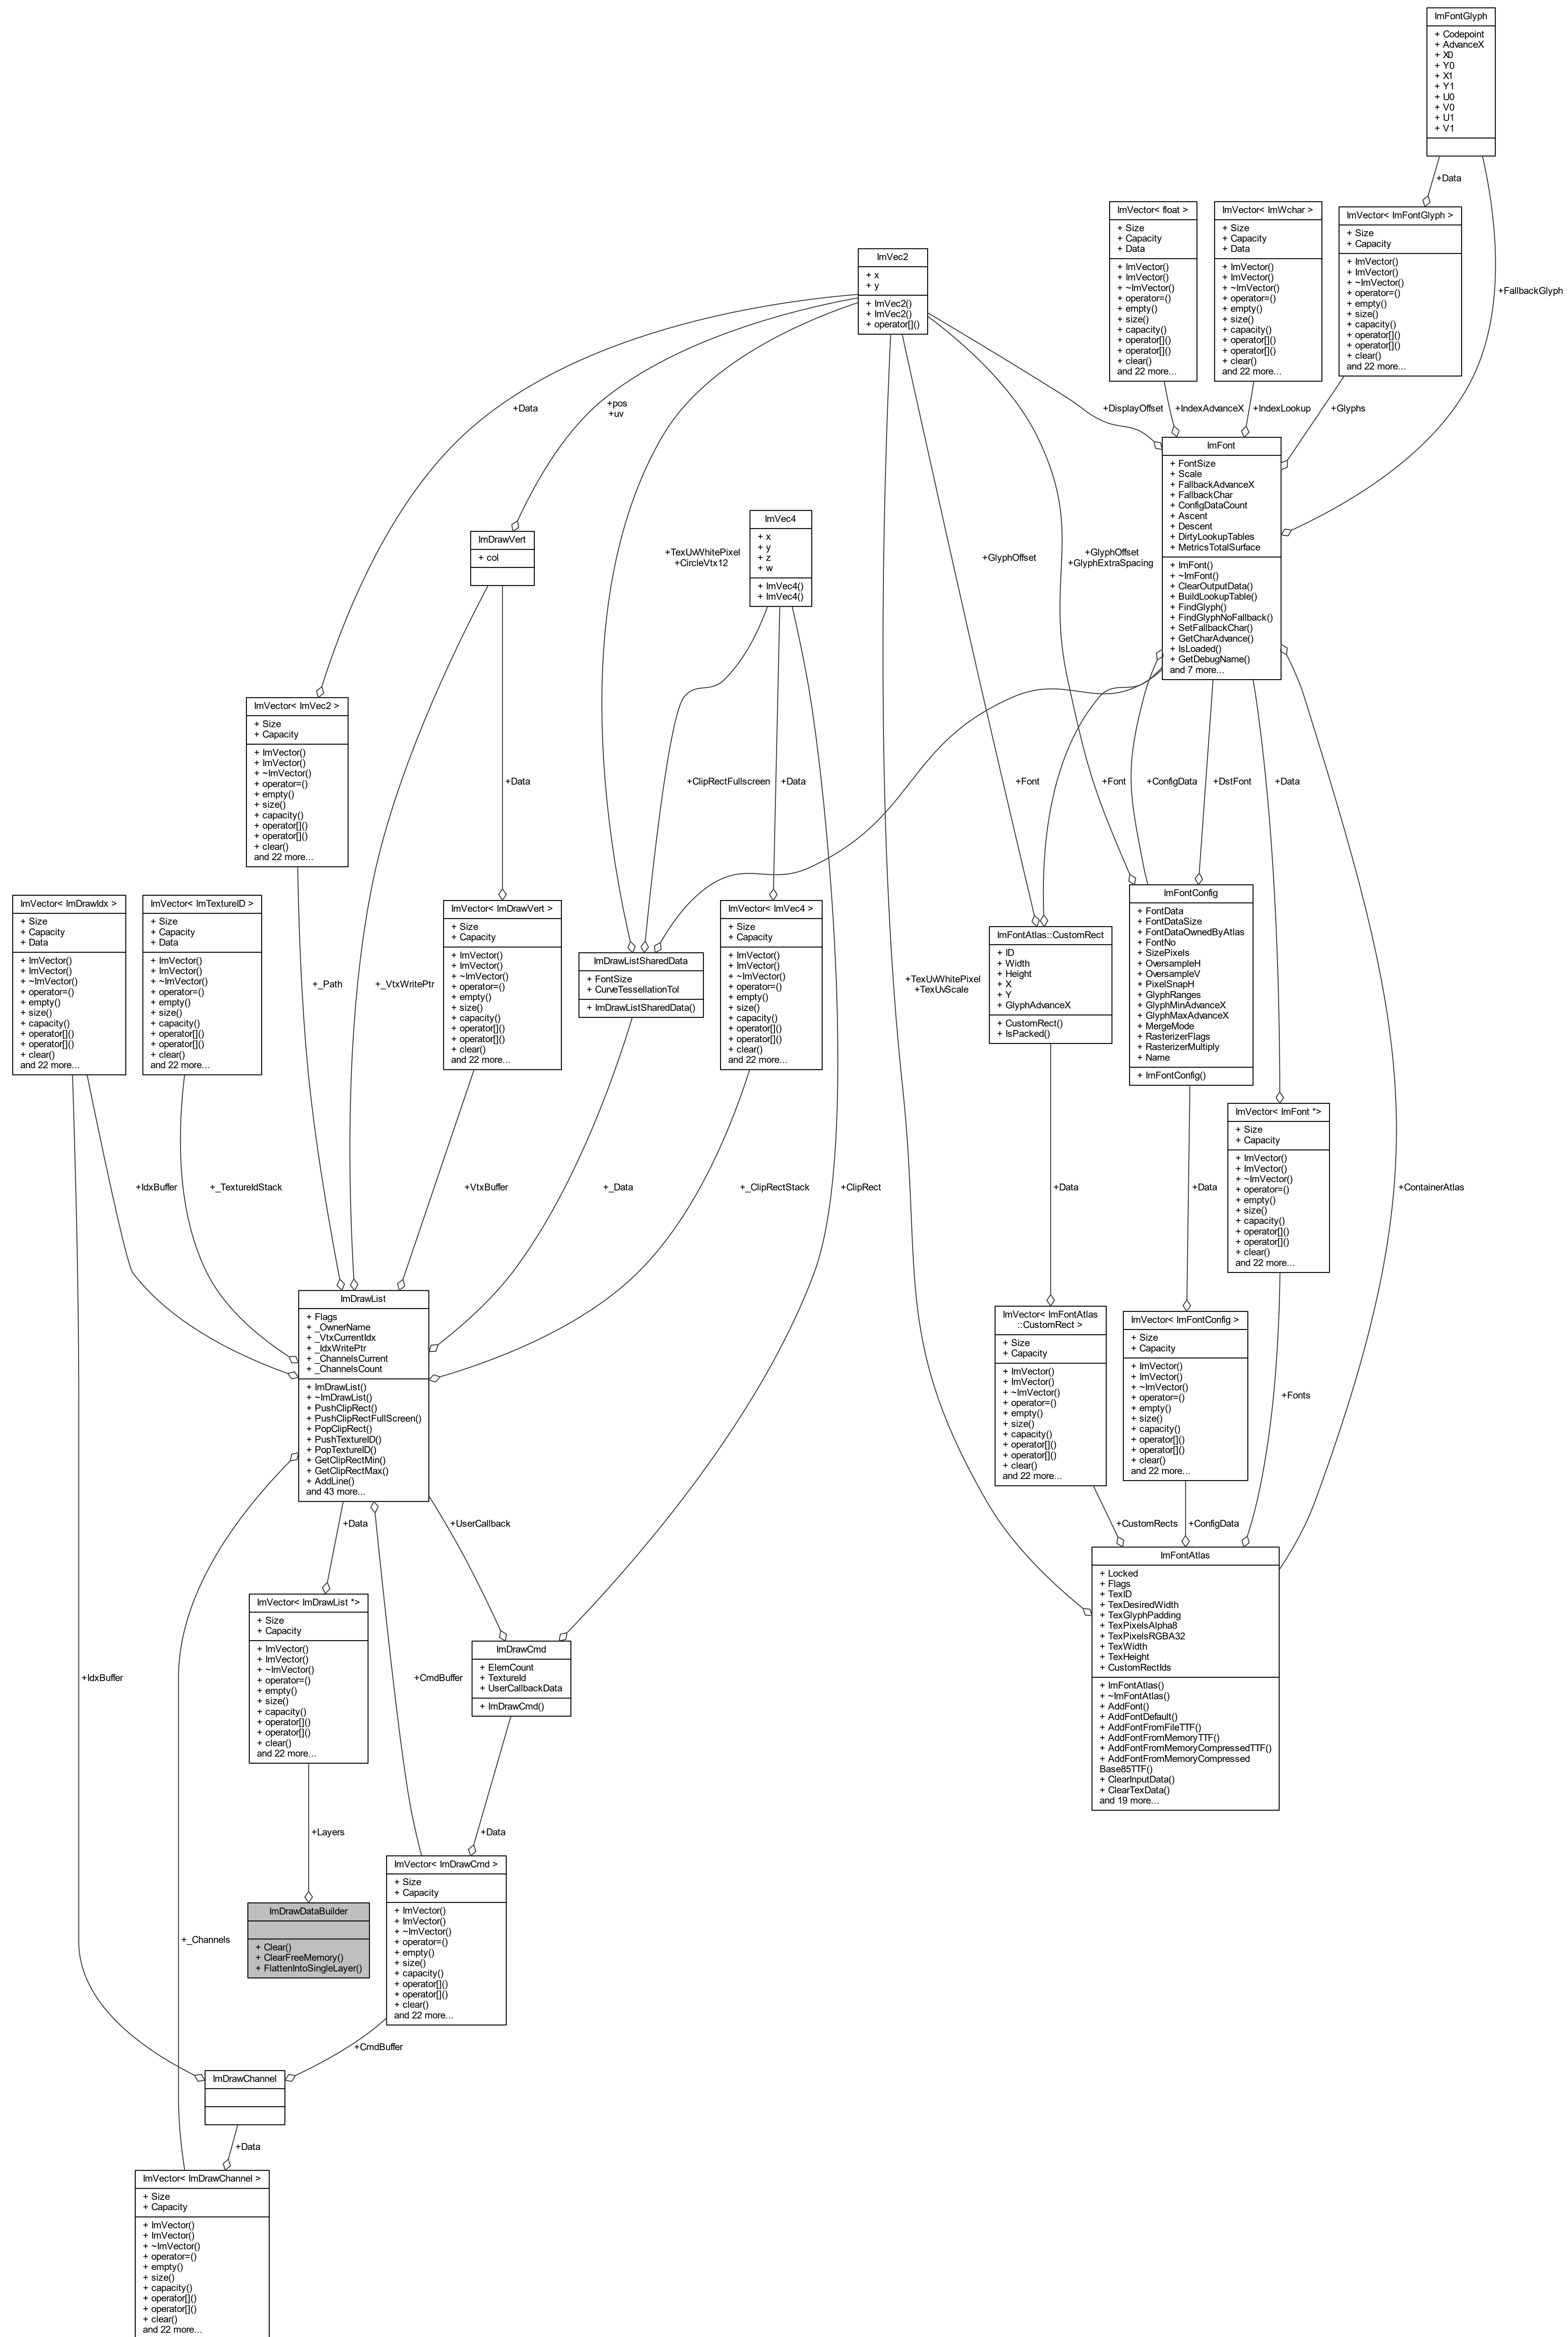 ImFontGlyph
+ Codepoint
+ AdvanceX
+ X0
+ Y0
+ X1
+ Y1
+ U0
+ V0
+ U1
+ V1
+Data
+FallbackGlyph
ImVector< float >
+ Size
+ Capacity
+ Data
+ ImVector()
+ ImVector()
+ ~ImVector()
+ operator=()
+ empty()
+ size()
+ capacity()
+ operator[]()
+ operator[]()
+ clear()
and 22 more...
ImVector< ImWchar >
+ Size
+ Capacity
+ Data
+ ImVector()
+ ImVector()
+ ~ImVector()
+ operator=()
+ empty()
+ size()
+ capacity()
+ operator[]()
+ operator[]()
+ clear()
and 22 more...
ImVector< ImFontGlyph >
+ Size
+ Capacity
+ ImVector()
+ ImVector()
+ ~ImVector()
+ operator=()
+ empty()
+ size()
+ capacity()
+ operator[]()
+ operator[]()
+ clear()
and 22 more...
ImVec2
+ x
+ y
+ ImVec2()
+ ImVec2()
+ operator[]()
+Data
+pos
+uv
+DisplayOffset
+IndexAdvanceX
+IndexLookup
+Glyphs
ImFont
+ FontSize
+ Scale
+ FallbackAdvanceX
+ FallbackChar
+ ConfigDataCount
+ Ascent
+ Descent
+ DirtyLookupTables
+ MetricsTotalSurface
+ ImFont()
+ ~ImFont()
+ ClearOutputData()
+ BuildLookupTable()
+ FindGlyph()
+ FindGlyphNoFallback()
+ SetFallbackChar()
+ GetCharAdvance()
+ IsLoaded()
+ GetDebugName()
and 7 more...
ImDrawVert
+ col
ImVec4
+ x
+ y
+ z
+ w
+ ImVec4()
+ ImVec4()
+TexUvWhitePixel
+CircleVtx12
+GlyphOffset
+GlyphOffset
+GlyphExtraSpacing
ImVector< ImVec2 >
+ Size
+ Capacity
+ ImVector()
+ ImVector()
+ ~ImVector()
+ operator=()
+ empty()
+ size()
+ capacity()
+ operator[]()
+ operator[]()
+ clear()
and 22 more...
+Data
+ClipRectFullscreen
+Data
+Font
+Font
+ConfigData
+DstFont
+Data
ImVector< ImDrawIdx >
+ Size
+ Capacity
+ Data
+ ImVector()
+ ImVector()
+ ~ImVector()
+ operator=()
+ empty()
+ size()
+ capacity()
+ operator[]()
+ operator[]()
+ clear()
and 22 more...
ImVector< ImTextureID >
+ Size
+ Capacity
+ Data
+ ImVector()
+ ImVector()
+ ~ImVector()
+ operator=()
+ empty()
+ size()
+ capacity()
+ operator[]()
+ operator[]()
+ clear()
and 22 more...
+_Path
+_VtxWritePtr
ImVector< ImDrawVert >
+ Size
+ Capacity
+ ImVector()
+ ImVector()
+ ~ImVector()
+ operator=()
+ empty()
+ size()
+ capacity()
+ operator[]()
+ operator[]()
+ clear()
and 22 more...
ImDrawListSharedData
+ FontSize
+ CurveTessellationTol
+ ImDrawListSharedData()
ImVector< ImVec4 >
+ Size
+ Capacity
+ ImVector()
+ ImVector()
+ ~ImVector()
+ operator=()
+ empty()
+ size()
+ capacity()
+ operator[]()
+ operator[]()
+ clear()
and 22 more...
+TexUvWhitePixel
+TexUvScale
ImFontAtlas::CustomRect
+ ID
+ Width
+ Height
+ X
+ Y
+ GlyphAdvanceX
+ CustomRect()
+ IsPacked()
ImFontConfig
+ FontData
+ FontDataSize
+ FontDataOwnedByAtlas
+ FontNo
+ SizePixels
+ OversampleH
+ OversampleV
+ PixelSnapH
+ GlyphRanges
+ GlyphMinAdvanceX
+ GlyphMaxAdvanceX
+ MergeMode
+ RasterizerFlags
+ RasterizerMultiply
+ Name
+ ImFontConfig()
ImVector< ImFont *>
+ Size
+ Capacity
+ ImVector()
+ ImVector()
+ ~ImVector()
+ operator=()
+ empty()
+ size()
+ capacity()
+ operator[]()
+ operator[]()
+ clear()
and 22 more...
+IdxBuffer
+_TextureIdStack
+VtxBuffer
+_Data
+_ClipRectStack
+ClipRect
+Data
+Data
+ContainerAtlas
ImDrawList
+ Flags
+ _OwnerName
+ _VtxCurrentIdx
+ _IdxWritePtr
+ _ChannelsCurrent
+ _ChannelsCount
+ ImDrawList()
+ ~ImDrawList()
+ PushClipRect()
+ PushClipRectFullScreen()
+ PopClipRect()
+ PushTextureID()
+ PopTextureID()
+ GetClipRectMin()
+ GetClipRectMax()
+ AddLine()
and 43 more...
ImVector< ImFontAtlas
::CustomRect >
+ Size
+ Capacity
+ ImVector()
+ ImVector()
+ ~ImVector()
+ operator=()
+ empty()
+ size()
+ capacity()
+ operator[]()
+ operator[]()
+ clear()
and 22 more...
ImVector< ImFontConfig >
+ Size
+ Capacity
+ ImVector()
+ ImVector()
+ ~ImVector()
+ operator=()
+ empty()
+ size()
+ capacity()
+ operator[]()
+ operator[]()
+ clear()
and 22 more...
+Fonts
+Data
+UserCallback
+CustomRects
+ConfigData
ImFontAtlas
+ Locked
+ Flags
+ TexID
+ TexDesiredWidth
+ TexGlyphPadding
+ TexPixelsAlpha8
+ TexPixelsRGBA32
+ TexWidth
+ TexHeight
+ CustomRectIds
+ ImFontAtlas()
+ ~ImFontAtlas()
+ AddFont()
+ AddFontDefault()
+ AddFontFromFileTTF()
+ AddFontFromMemoryTTF()
+ AddFontFromMemoryCompressedTTF()
+ AddFontFromMemoryCompressed
Base85TTF()
+ ClearInputData()
+ ClearTexData()
and 19 more...
ImVector< ImDrawList *>
+ Size
+ Capacity
+ ImVector()
+ ImVector()
+ ~ImVector()
+ operator=()
+ empty()
+ size()
+ capacity()
+ operator[]()
+ operator[]()
+ clear()
and 22 more...
+IdxBuffer
+CmdBuffer
ImDrawCmd
+ ElemCount
+ TextureId
+ UserCallbackData
+ ImDrawCmd()
+Layers
+Data
ImVector< ImDrawCmd >
+ Size
+ Capacity
+ ImVector()
+ ImVector()
+ ~ImVector()
+ operator=()
+ empty()
+ size()
+ capacity()
+ operator[]()
+ operator[]()
+ clear()
and 22 more...
ImDrawDataBuilder
+ Clear()
+ ClearFreeMemory()
+ FlattenIntoSingleLayer()
+_Channels
+CmdBuffer
ImDrawChannel
+Data
ImVector< ImDrawChannel >
+ Size
+ Capacity
+ ImVector()
+ ImVector()
+ ~ImVector()
+ operator=()
+ empty()
+ size()
+ capacity()
+ operator[]()
+ operator[]()
+ clear()
and 22 more...